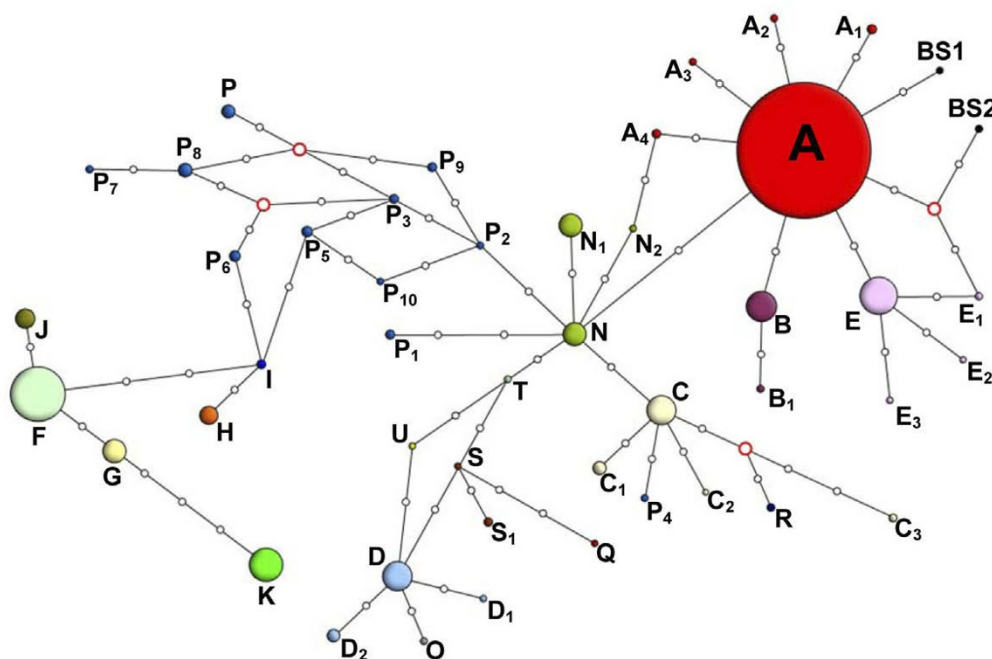 A₂
A₁
BS1
A₃
BS2
P
A₄
A
P₈
P₉
P₇
P₃
P₂
N₁
N₂
P₅
P₆
P₁₀
J
B
E
E₁
P₁
N
I
T
C
E₂
B₁
E₃
F
H
U
G
S
C₁
P₄
C₂
R
C₃
S₁
Q
D
K
D₁
D₂
O